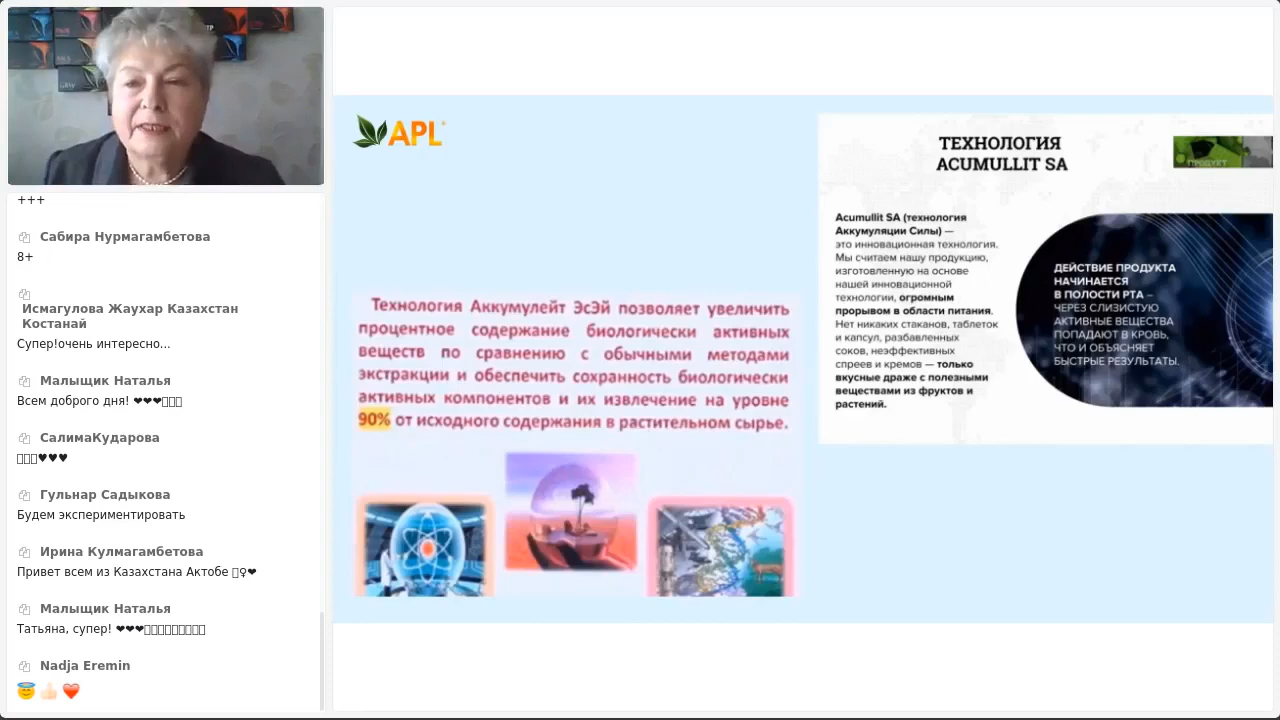 +++
Сабира Нурмагамбетова
8+
Исмагулова Жаухар Казахстан
Костанай
Супер!очень интересно...
Малыщик Наталья
Всем доброго дня! ❤❤❤
СалимаКударова
♥♥♥
Гульнар Садыкова
Будем экспериментировать
Ирина Кулмагамбетова
Привет всем из Казахстана Актобе ♀❤
Малыщик Наталья
Татьяна, супер! ❤❤❤
Nadja Eremin
😇👍🏻❤️
APL
Технология Аккумулейт ЭсЭй позволяет увеличить
процентное содержание биологически активных
веществ по сравнению с обычными методами
экстракции и обеспечить сохранность биологически
активных компонентов и их извлечение на уровне
90% от исходного содержания в растительном сырье.
ТЕХНОЛОГИЯ
ACUMULLIT SA
ПРОДУКТ
Acumullit SA (технология
Аккумуляции Силы) —
это инновационная технология.
Мы считаем нашу продукцию,
изготовленную на основе
нашей инновационной
технологии, огромным
прорывом в области питания.
Нет никаких стаканов, таблеток
и капсул, разбавленных
соков, неэффективных
спреев и кремов — только
вкусные драже с полезными
веществами из фруктов и
растений.
ДЕЙСТВИЕ ПРОДУКТА
НАЧИНАЕТСЯ
В ПОЛОСТИ РТА –
ЧЕРЕЗ СЛИЗИСТУЮ
АКТИВНЫЕ ВЕЩЕСТВА
ПОПАДАЮТ В КРОВЬ,
ЧТО И ОБЪЯСНЯЕТ
БЫСТРЫЕ РЕЗУЛЬТАТЫ.